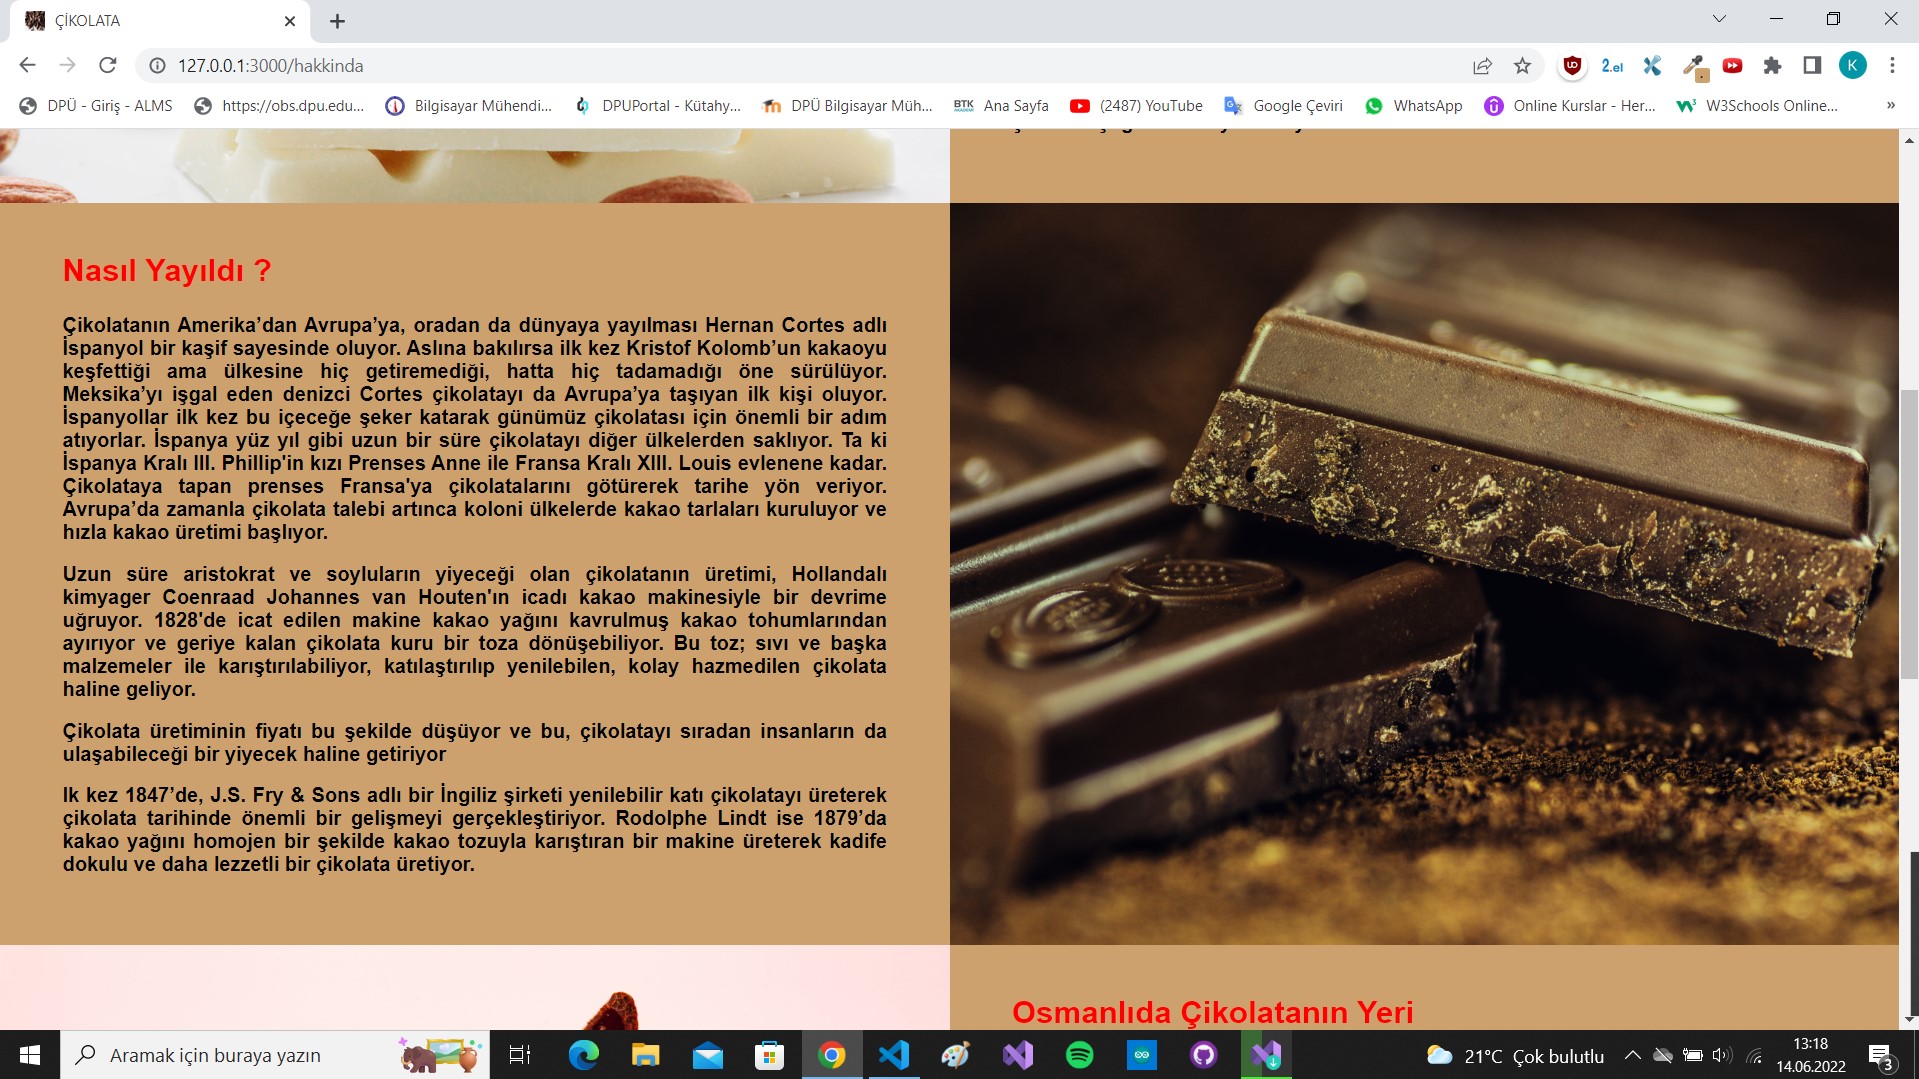 ÇİKOLATA
127.0.0.1:3000/hakkinda
2.el
K
DPÜ - Giriş - ALMS
https://obs.dpu.edu...
Bilgisayar Mühendi...
DPUPortal - Kütahy...
DPÜ Bilgisayar Müh...
BTK
Ana Sayfa
(2487) YouTube
Google Çeviri
WhatsApp
Online Kurslar - Her...
W3Schools Online...
»
Nasıl Yayıldı ?
Çikolatanın Amerika’dan Avrupa’ya, oradan da dünyaya yayılması Hernan Cortes adlı
İspanyol bir kaşif sayesinde oluyor. Aslına bakılırsa ilk kez Kristof Kolomb’un kakaoyu
keşfettiği ama ülkesine hiç getiremediği, hatta hiç tadamadığı öne sürülüyor.
Meksika’yı işgal eden denizci Cortes çikolatayı da Avrupa’ya taşıyan ilk kişi oluyor.
İspanyollar ilk kez bu içeceğe şeker katarak günümüz çikolatası için önemli bir adım
atıyorlar. İspanya yüz yıl gibi uzun bir süre çikolatayı diğer ülkelerden saklıyor. Ta ki
İspanya Kralı III. Phillip'in kızı Prenses Anne ile Fransa Kralı XIII. Louis evlenene kadar.
Çikolataya tapan prenses Fransa'ya çikolatalarını götürerek tarihe yön veriyor.
Avrupa’da zamanla çikolata talebi artınca koloni ülkelerde kakao tarlaları kuruluyor ve
hızla kakao üretimi başlıyor.
Uzun süre aristokrat ve soyluların yiyeceği olan çikolatanın üretimi, Hollandalı
kimyager Coenraad Johannes van Houten'ın icadı kakao makinesiyle bir devrime
uğruyor. 1828'de icat edilen makine kakao yağını kavrulmuş kakao tohumlarından
ayırıyor ve geriye kalan çikolata kuru bir toza dönüşebiliyor. Bu toz; sıvı ve başka
malzemeler ile karıştırılabiliyor, katılaştırılıp yenilebilen, kolay hazmedilen çikolata
haline geliyor.
Çikolata üretiminin fiyatı bu şekilde düşüyor ve bu, çikolatayı sıradan insanların da
ulaşabileceği bir yiyecek haline getiriyor
lk kez 1847’de, J.S. Fry & Sons adlı bir İngiliz şirketi yenilebilir katı çikolatayı üreterek
çikolata tarihinde önemli bir gelişmeyi gerçekleştiriyor. Rodolphe Lindt ise 1879’da
kakao yağını homojen bir şekilde kakao tozuyla karıştıran bir makine üreterek kadife
dokulu ve daha lezzetli bir çikolata üretiyor.
Osmanlıda Çikolatanın Yeri
Aramak için buraya yazın
21°C Çok bulutlu
13:18
14.06.2022
3